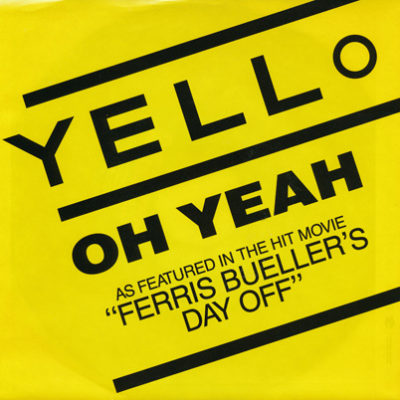 YELLO
OH YEAH
AS FEATURED IN THE HIT MOVIE
"FERRIS BUELLER'S
DAY OFF"